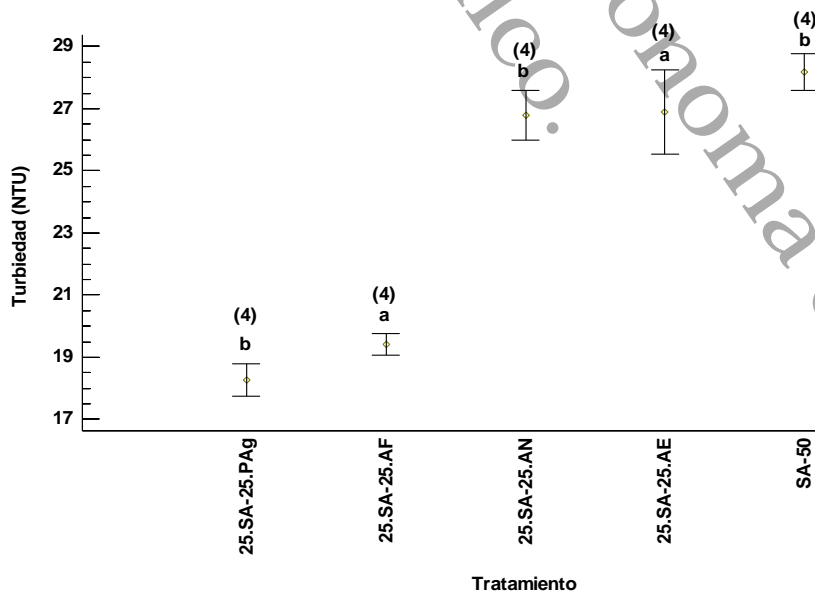 (4)
b
(4)
a
(4)
b
(4)
b
(4)
a
29
27
25
23
21
19
17
Turbiedad (NTU)
25.SA-25.PAg
25.SA-25.AF
25.SA-25.AN
25.SA-25.AE
SA-50
Tratamiento